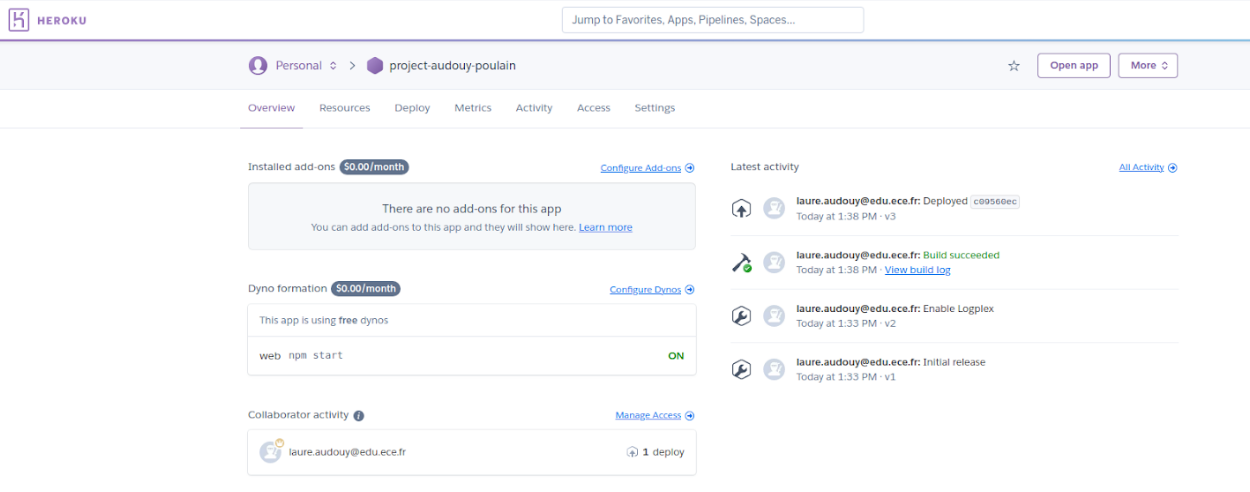 HEROKU
Jump to Favorites, Apps, Pipelines, Spaces...
Personal > project-audouy-poulain
Open app
More
Overview Resources Deploy Metrics Activity Access Settings
Installed add-ons $0.00/month Configure Add-ons
There are no add-ons for this app
You can add add-ons to this app and they will show here. Learn more
Dyno formation $0.00/month Configure Dynos
This app is using free dynos
web npm start ON
Collaborator activity i Manage Access
laure.audouy@edu.ece.fr 1 deploy
Latest activity All Activity
laure.audouy@edu.ece.fr: Deployed c09560ec
Today at 1:38 PM · v3
laure.audouy@edu.ece.fr: Build succeeded
Today at 1:38 PM · View build log
laure.audouy@edu.ece.fr: Enable Logplex
Today at 1:33 PM · v2
laure.audouy@edu.ece.fr: Initial release
Today at 1:33 PM · v1